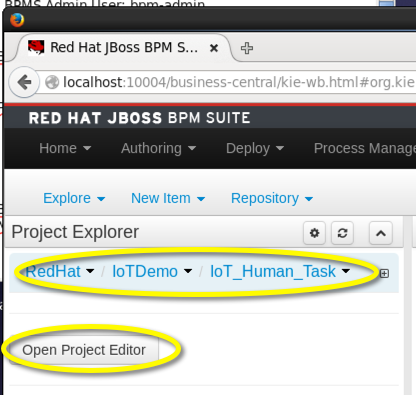 BPMS Admin User: bpm-admin
Red Hat JBoss BPM S...
localhost:10004/business-central/kie-wb.html#org.kie
RED HAT JBOSS BPM SUITE
Home Authoring Deploy Process Manage
Explore New Item Repository
Project Explorer
RedHat / IoTDemo / IoT_Human_Task
Open Project Editor